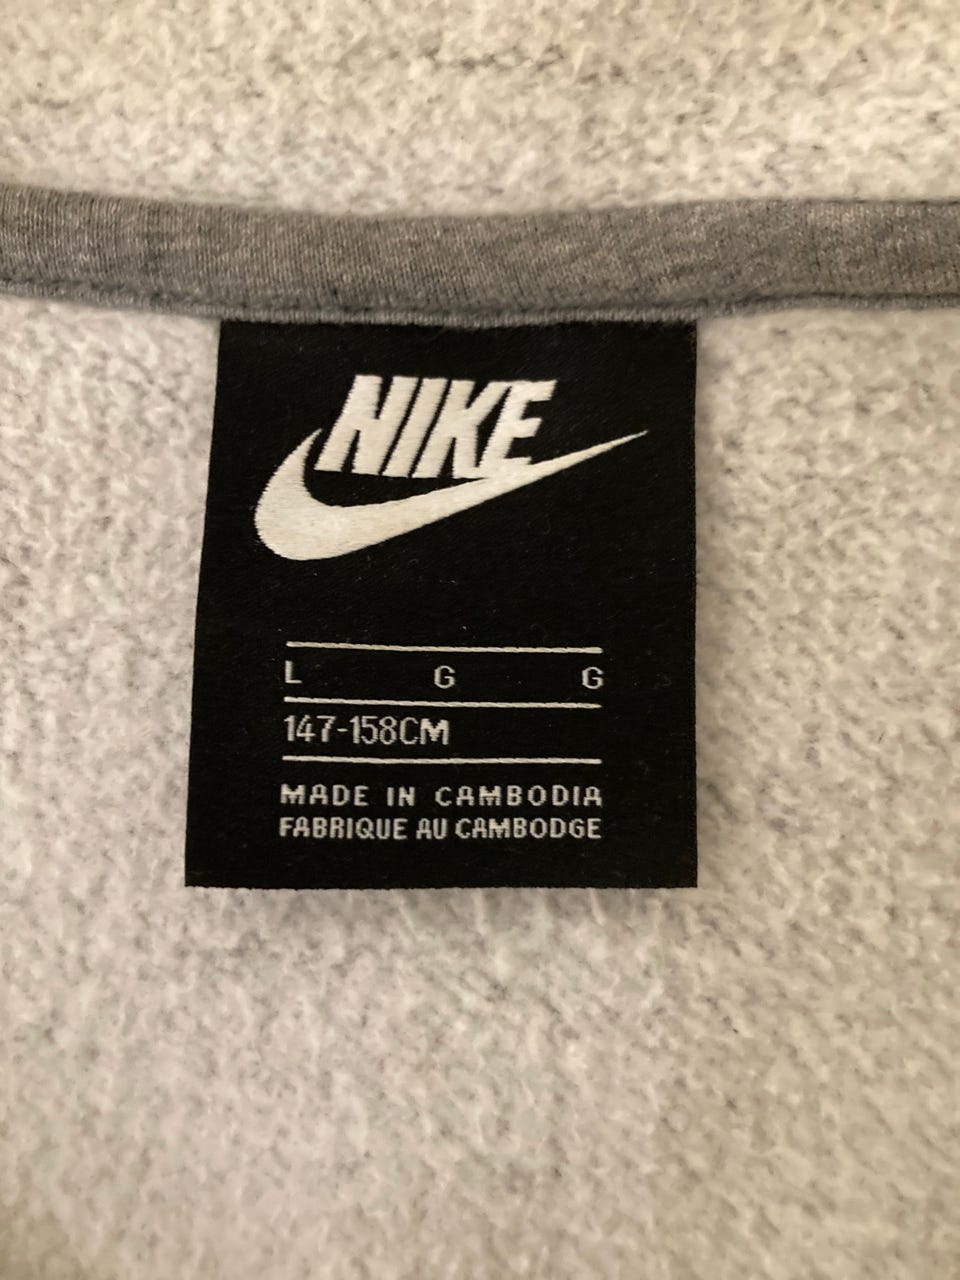 NIKE
L G G
147-158CM
MADE IN CAMBODIA
FABRIQUE AU CAMBODGE